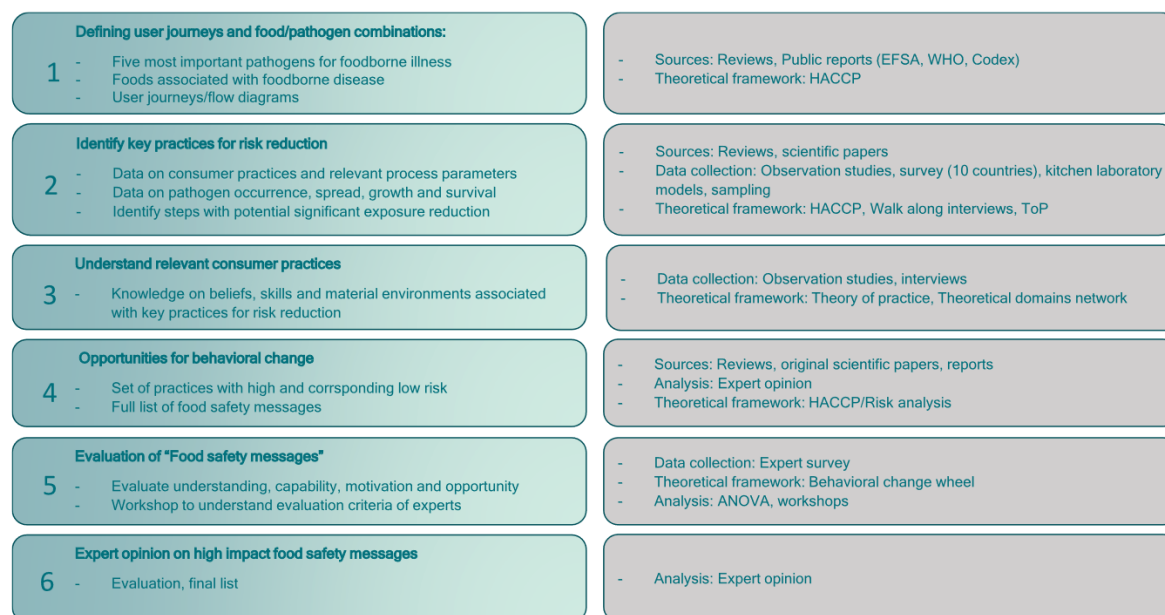 Defining user journeys and food/pathogen combinations:
1
- Five most important pathogens for foodborne illness
- Foods associated with foodborne disease
- User journeys/flow diagrams
- Sources: Reviews, Public reports (EFSA, WHO, Codex)
- Theoretical framework: HACCP
Identify key practices for risk reduction
2
- Data on consumer practices and relevant process parameters
- Data on pathogen occurrence, spread, growth and survival
- Identify steps with potential significant exposure reduction
- Sources: Reviews, scientific papers
- Data collection: Observation studies, survey (10 countries), kitchen laboratory
models, sampling
- Theoretical framework: HACCP, Walk along interviews, ToP
Understand relevant consumer practices
3
- Knowledge on beliefs, skills and material environments associated
with key practices for risk reduction
- Data collection: Observation studies, interviews
- Theoretical framework: Theory of practice, Theoretical domains network
Opportunities for behavioral change
4
- Set of practices with high and corrsponding low risk
- Full list of food safety messages
- Sources: Reviews, original scientific papers, reports
- Analysis: Expert opinion
- Theoretical framework: HACCP/Risk analysis
Evaluation of “Food safety messages”
5
- Evaluate understanding, capability, motivation and opportunity
- Workshop to understand evaluation criteria of experts
- Data collection: Expert survey
- Theoretical framework: Behavioral change wheel
- Analysis: ANOVA, workshops
Expert opinion on high impact food safety messages
6
- Evaluation, final list
- Analysis: Expert opinion